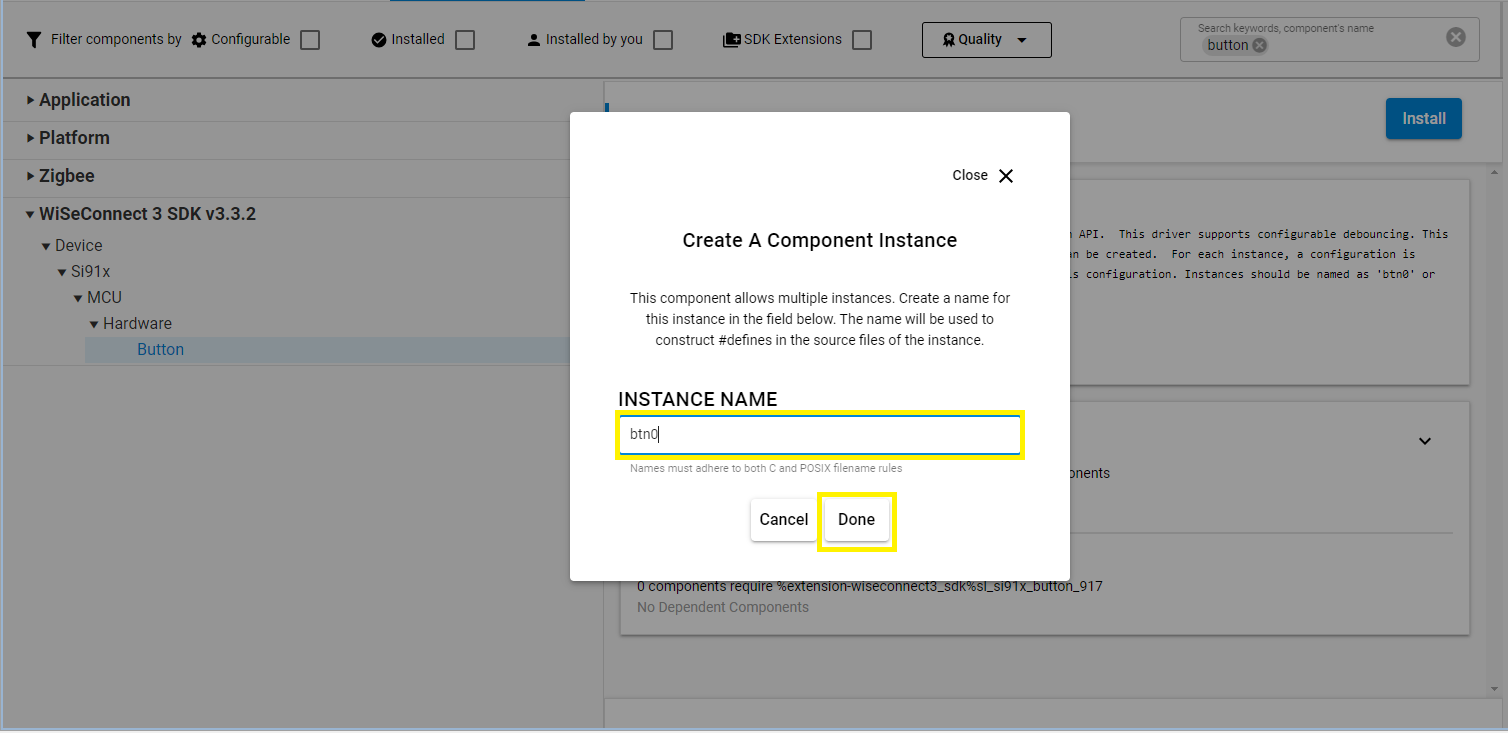 Filter components by Configurable Installed Installed by you SDK Extensions Quality
Search keywords, component's name
button
Application
Platform
Zigbee
WiSeConnect 3 SDK v3.3.2
Device
Si91x
MCU
Hardware
Button
Install
API. This driver supports configurable debouncing. This
be created. For each instance, a configuration is
configuration. Instances should be named as 'btn0' or
Close
Create A Component Instance
This component allows multiple instances. Create a name for
this instance in the field below. The name will be used to
construct #defines in the source files of the instance.
INSTANCE NAME
btn0
Names must adhere to both C and POSIX filename rules
Cancel
Done
0 components require %extension-wiseconnect3_sdk%sl_si91x_button_917
No Dependent Components